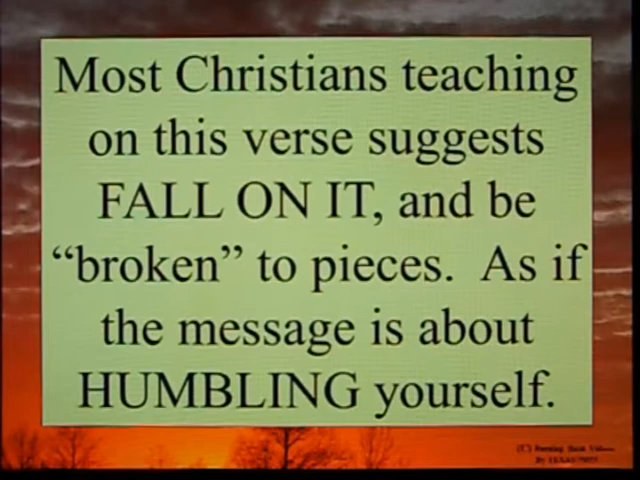 Most Christians teaching
on this verse suggests
FALL ON IT, and be
“broken” to pieces.  As if
the message is about
HUMBLING yourself.